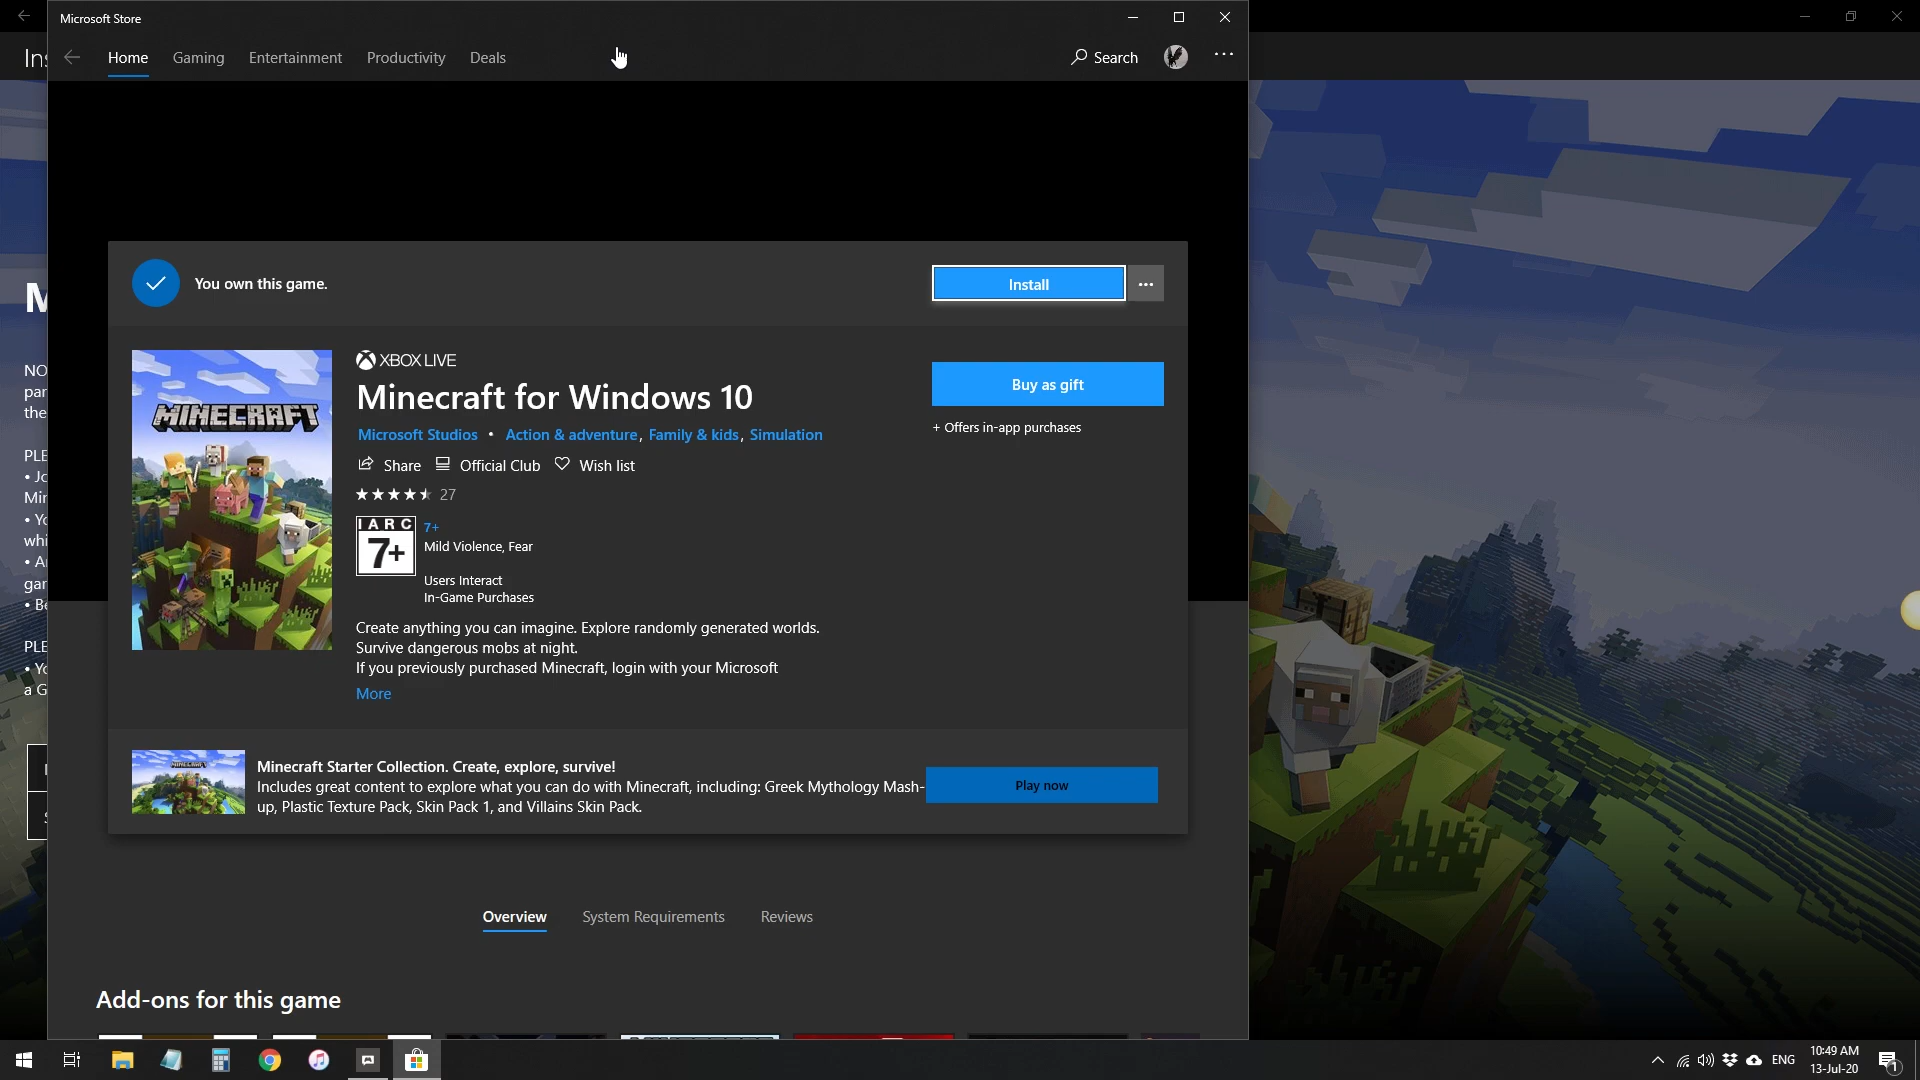 Microsoft Store
Home Gaming Entertainment Productivity Deals
Search
You own this game.
Install
XBOX LIVE
Minecraft for Windows 10
Buy as gift
Microsoft Studios • Action & adventure, Family & kids, Simulation
+ Offers in-app purchases
Share Official Club Wish list
27
MINECRAFT
IARC
7+
7+
Mild Violence, Fear
Users Interact
In-Game Purchases
Create anything you can imagine. Explore randomly generated worlds.
Survive dangerous mobs at night.
If you previously purchased Minecraft, login with your Microsoft
More
MINECRAFT
Minecraft Starter Collection. Create, explore, survive!
Includes great content to explore what you can do with Minecraft, including: Greek Mythology Mash-
up, Plastic Texture Pack, Skin Pack 1, and Villains Skin Pack.
Play now
Overview System Requirements Reviews
Add-ons for this game
ENG
10:49 AM
13-Jul-20
1